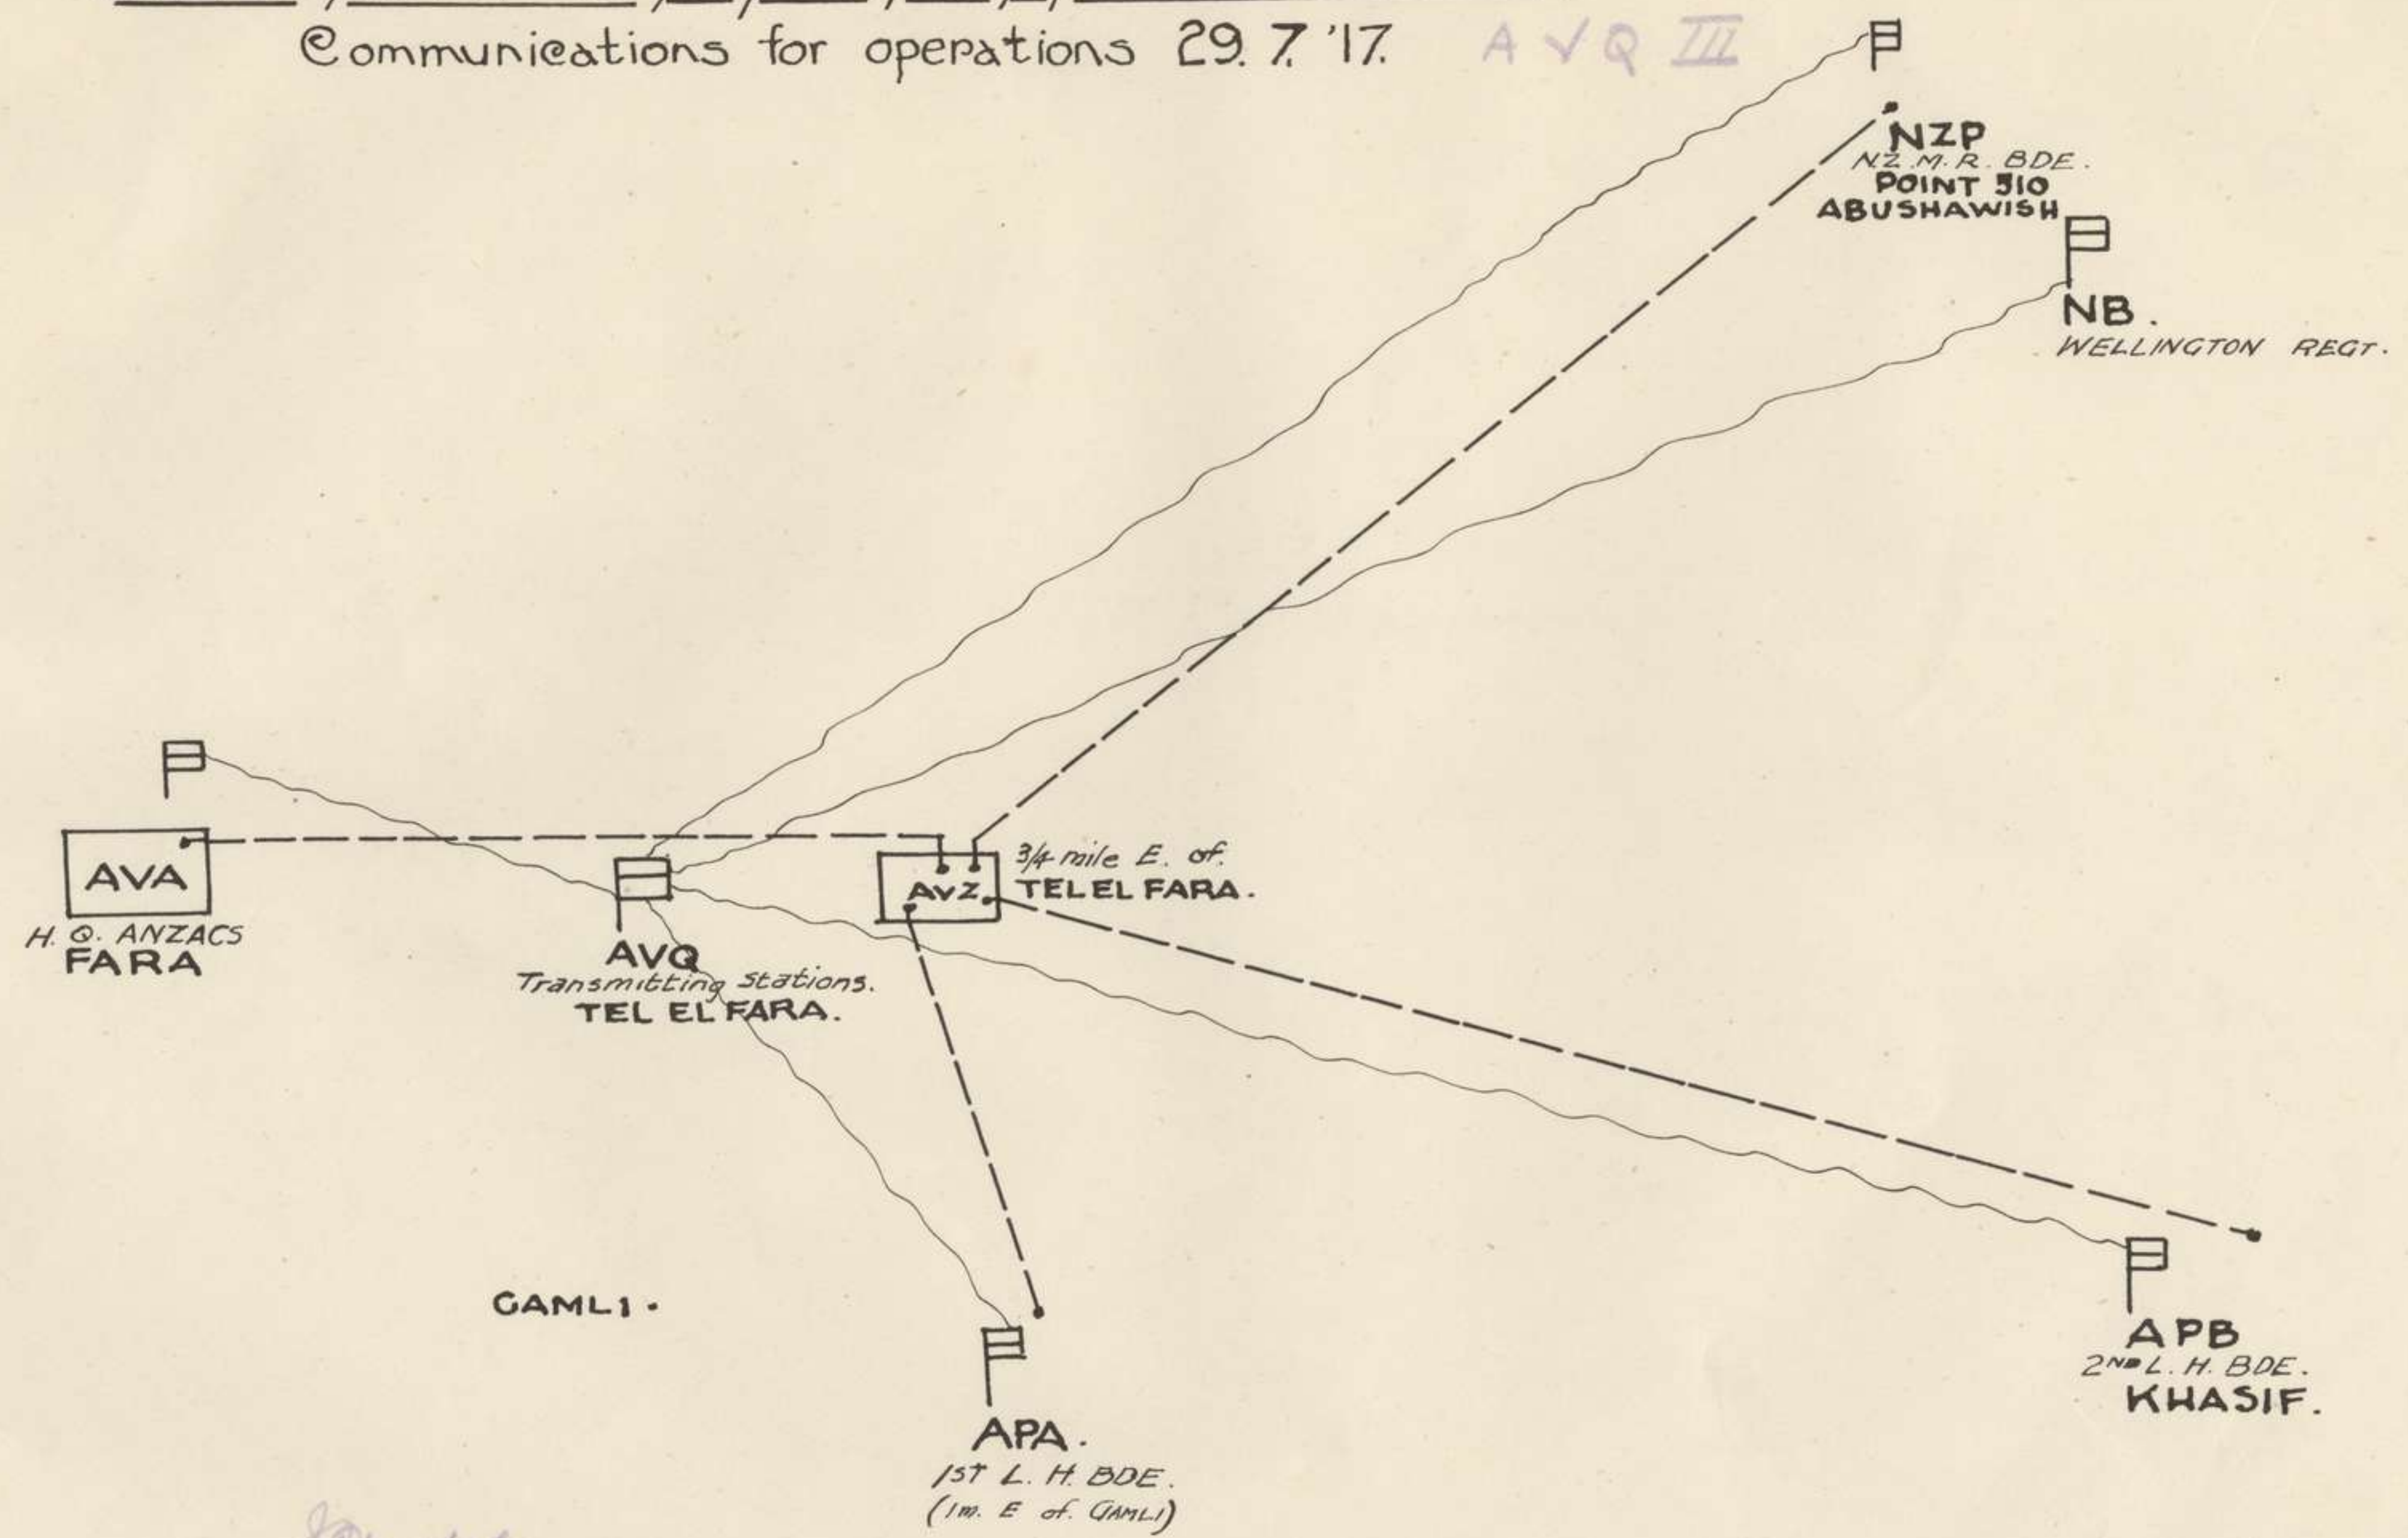 Communications for operations 29. 7. '17.
A V Q III
NZP
N.Z. M. R. BDE.
POINT 310
ABUSHAWISH
NB.
WELLINGTON REGT.
AVA
H. Q. ANZACS
FARA
AVQ
Transmitting Stations.
TEL EL FARA.
AVZ.
3/4 mile E. of.
TEL EL FARA.
GAMLI.
APA.
1ST L. H. BDE.
(1m. E of. GAMLI)
APB
2ND L. H. BDE.
KHASIF.